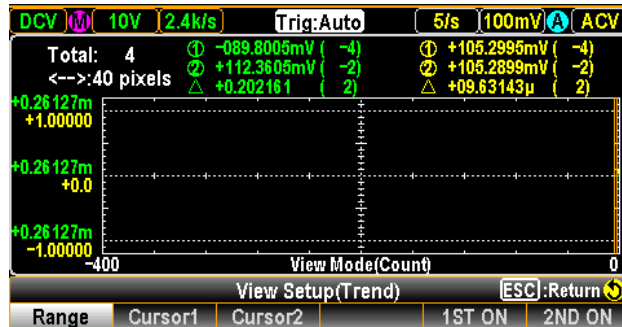 DCV M 10V 2.4k/s Trig:Auto 5/s 100mV A ACV
Total: 4 ① -089.8005mV ( -4) ① +105.2995mV ( -4)
<-->:40 pixels ② +112.3605mV ( -2) ② +105.2899mV ( -2)
△ +0.202161 ( 2) △ +09.63143µ ( 2)
+0.26127m
+1.00000
+0.26127m
+0.0
+0.26127m
-1.00000
-400 View Mode(Count) 0
View Setup(Trend) ESC:Return
Range Cursor1 Cursor2 1ST ON 2ND ON